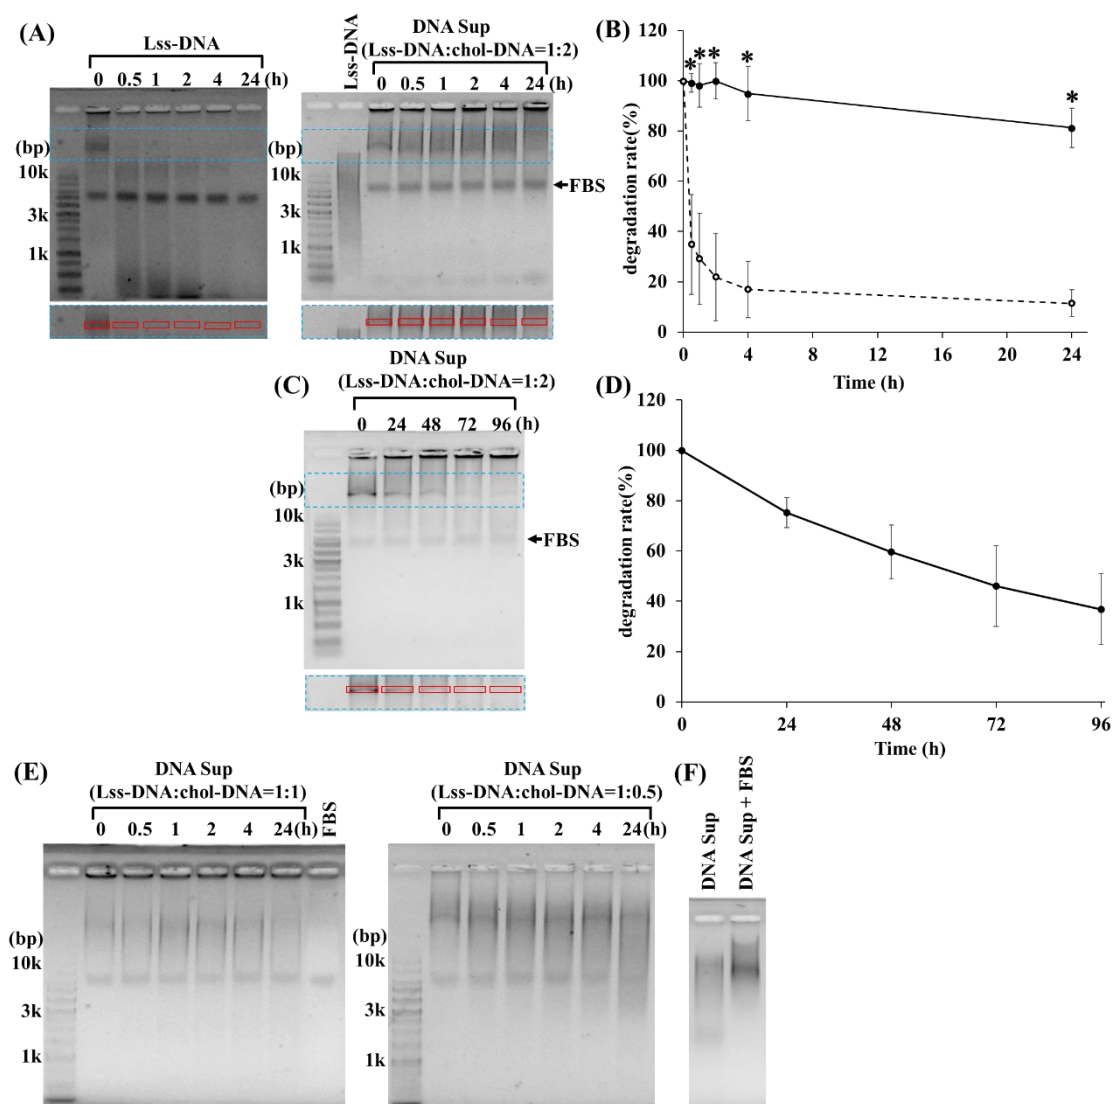 (A)
Lss-DNA
0 0.5 1 2 4 24 (h)
(bp)
10k
3k
1k
Lss-DNA
DNA Sup
(Lss-DNA:chol-DNA=1:2)
0 0.5 1 2 4 24 (h)
(bp)
10k
3k
1k
FBS
(B)
120
100
80
60
40
20
0
degradation rate(%)
0 4 8 12 16 20 24
Time (h)
* * * * *
(C)
DNA Sup
(Lss-DNA:chol-DNA=1:2)
0 24 48 72 96 (h)
(bp)
10k
3k
1k
FBS
(D)
120
100
80
60
40
20
0
degradation rate(%)
0 24 48 72 96
Time (h)
(E)
DNA Sup
(Lss-DNA:chol-DNA=1:1)
0 0.5 1 2 4 24(h)
FBS
(bp)
10k
3k
1k
DNA Sup
(Lss-DNA:chol-DNA=1:0.5)
0 0.5 1 2 4 24(h)
(bp)
10k
3k
1k
(F)
DNA Sup
DNA Sup + FBS